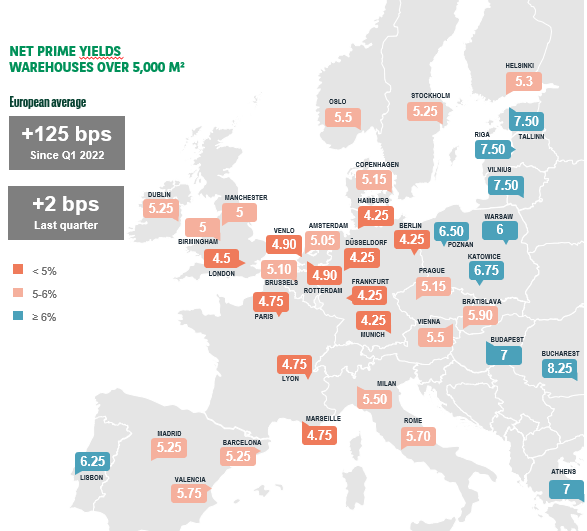 NET PRIME YIELDS
WAREHOUSES OVER 5,000 M²
European average
+125 bps
Since Q1 2022
+2 bps
Last quarter
< 5%
5-6%
≥ 6%
HELSINKI
5.3
STOCKHOLM
5.25
OSLO
5.5
7.50
TALLINN
RIGA
7.50
VILNIUS
7.50
COPENHAGEN
5.15
HAMBURG
4.25
DUBLIN
5.25
MANCHESTER
5
5
BIRMINGHAM
4.5
LONDON
VENLO
4.90
AMSTERDAM
5.05
DÜSSELDORF
4.25
BERLIN
4.25
6.50
POZNAN
WARSAW
6
KATOWICE
6.75
5.10
BRUSSELS
4.90
ROTTERDAM
FRANKFURT
4.25
PRAGUE
5.15
4.75
PARIS
4.25
MUNICH
VIENNA
5.5
BRATISLAVA
5.90
BUDAPEST
7
BUCHAREST
8.25
4.75
LYON
MILAN
5.50
MARSEILLE
4.75
ROME
5.70
MADRID
5.25
BARCELONA
5.25
6.25
LISBON
VALENCIA
5.75
ATHENS
7